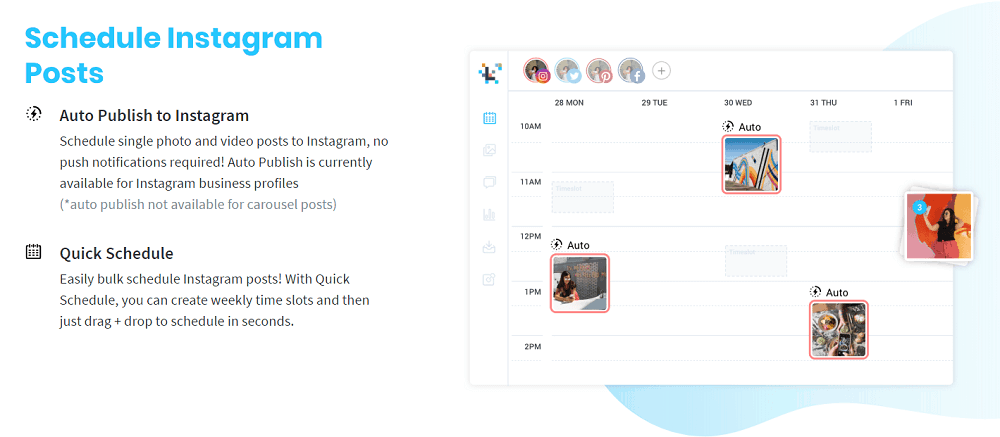 Schedule Instagram
Posts
Auto Publish to Instagram
Schedule single photo and video posts to Instagram, no
push notifications required! Auto Publish is currently
available for Instagram business profiles
(*auto publish not available for carousel posts)
Quick Schedule
Easily bulk schedule Instagram posts! With Quick
Schedule, you can create weekly time slots and then
just drag + drop to schedule in seconds.
28 MON 29 TUE 30 WED 31 THU 1 FRI
10AM
Auto
Timeslot
11AM
Timeslot
3
12PM
Auto
Timeslot
1PM
Auto
2PM